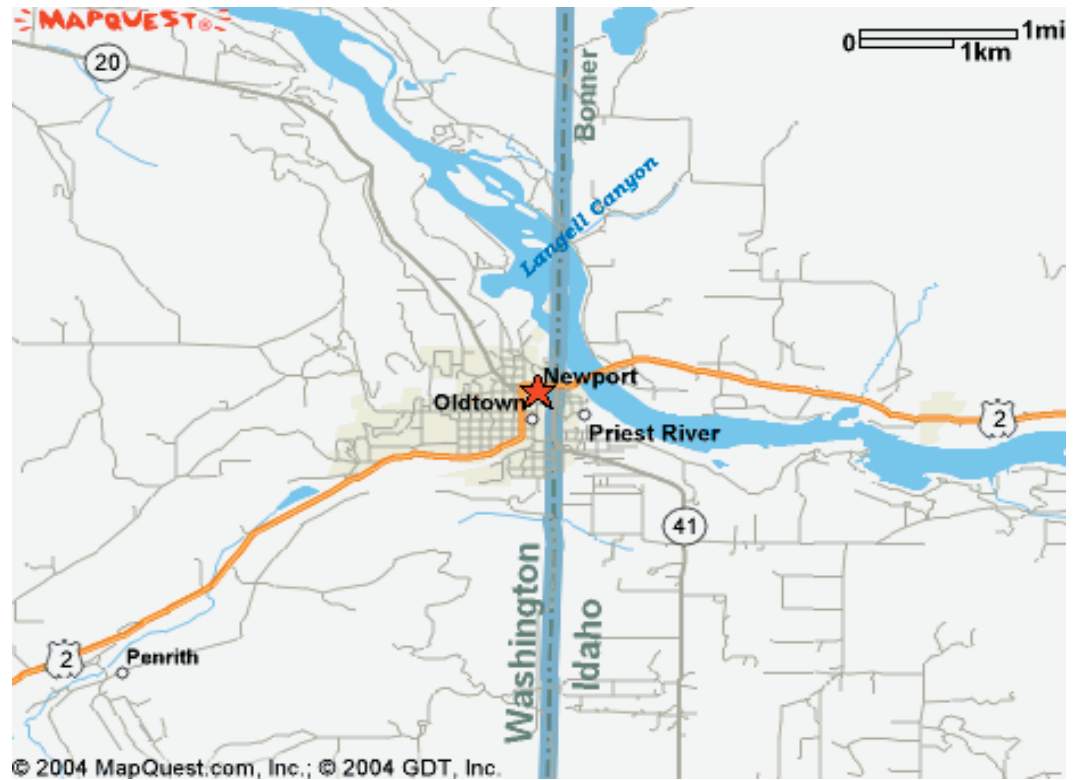 MAPQUEST®
0 1mi
1km
20
Bonner
Langell Canyon
Newport
Oldtown
Priest River
2
41
Washington
Idaho
2
Penrith
© 2004 MapQuest.com, Inc.; © 2004 GDT, Inc.